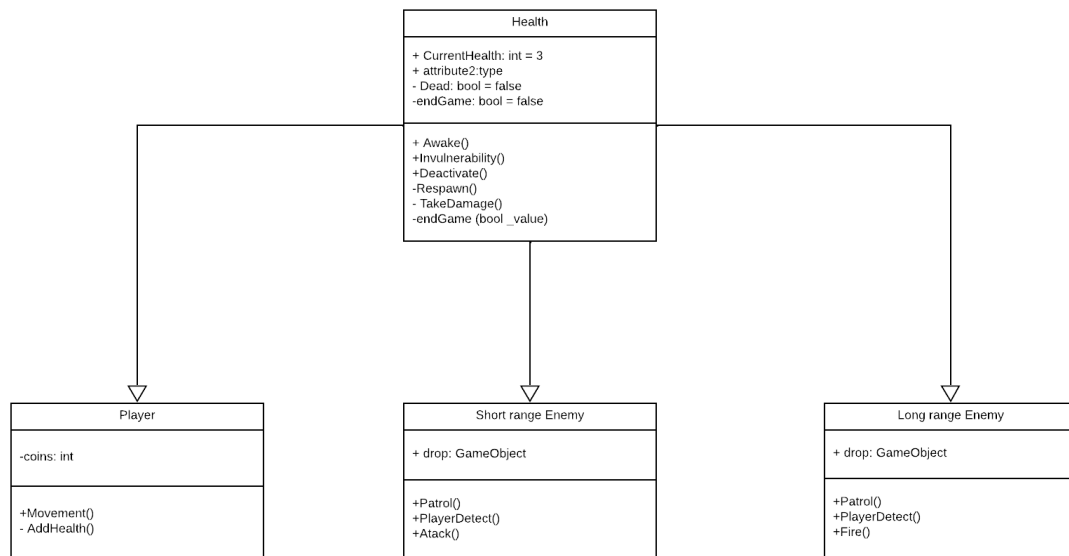 Health
+ CurrentHealth: int = 3
+ attribute2:type
- Dead: bool = false
-endGame: bool = false
+ Awake()
+Invulnerability()
+Deactivate()
-Respawn()
- TakeDamage()
-endGame (bool _value)
Player
-coins: int
+Movement()
- AddHealth()
Short range Enemy
+ drop: GameObject
+Patrol()
+PlayerDetect()
+Atack()
Long range Enemy
+ drop: GameObject
+Patrol()
+PlayerDetect()
+Fire()